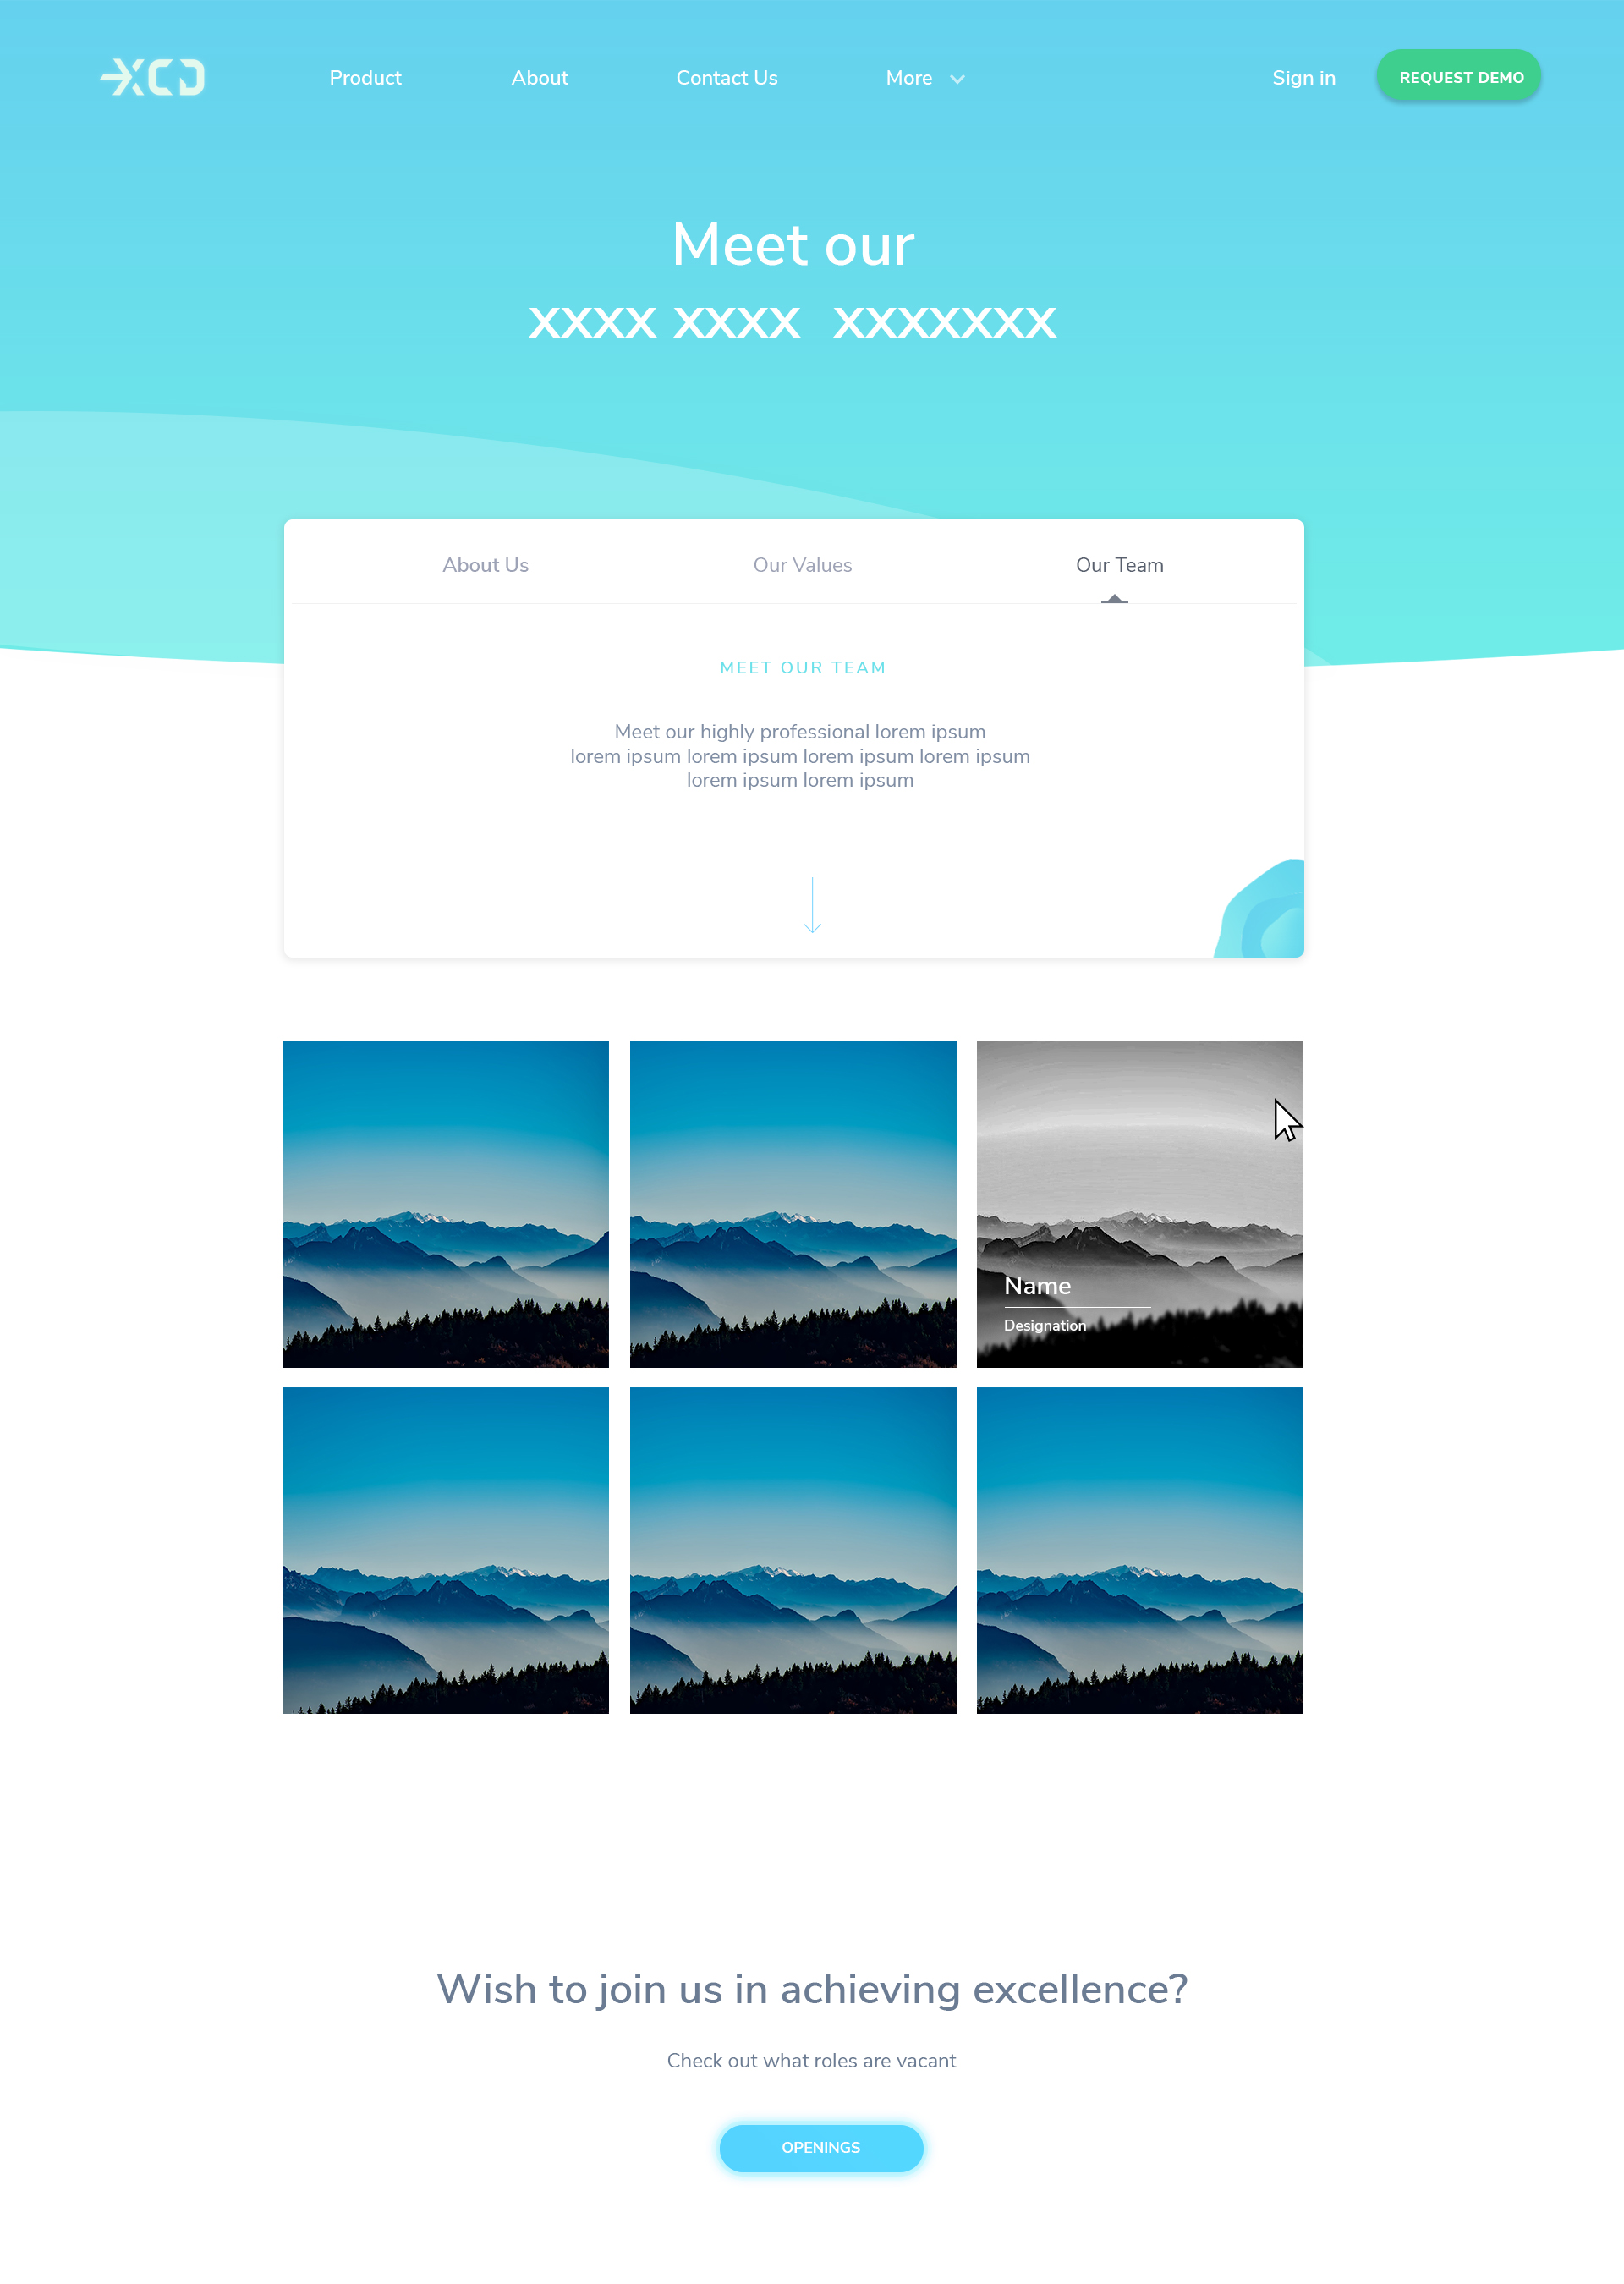 XCD
Product About Contact Us More Sign in REQUEST DEMO
Meet our
xxxx xxxx xxxxxxx
About Us Our Values Our Team
MEET OUR TEAM
Meet our highly professional lorem ipsum
lorem ipsum lorem ipsum lorem ipsum lorem ipsum
lorem ipsum lorem ipsum
Name
Designation
Wish to join us in achieving excellence?
Check out what roles are vacant
OPENINGS